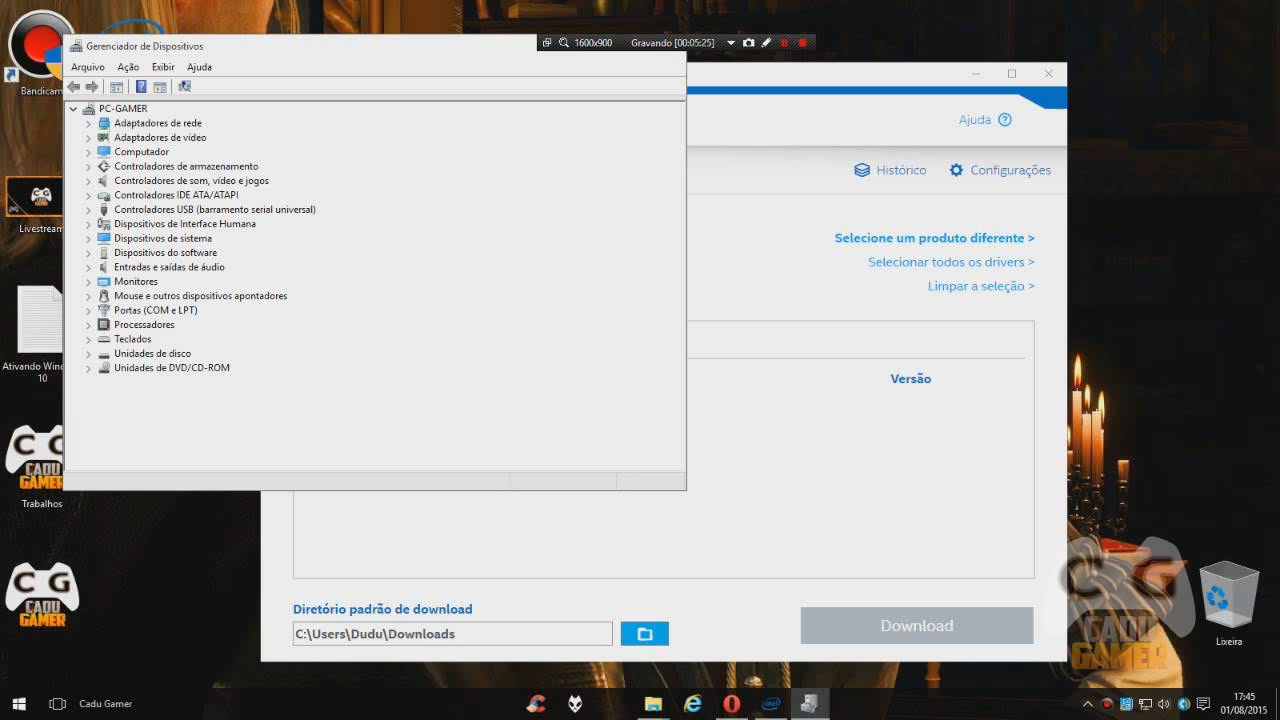 Gerenciador de Dispositivos
1600x900
Gravando [00:05:25]
Arquivo Ação Exibir Ajuda
PC-GAMER
Adaptadores de rede
Adaptadores de vídeo
Computador
Controladores de armazenamento
Controladores de som, vídeo e jogos
Controladores IDE ATA/ATAPI
Controladores USB (barramento serial universal)
Dispositivos de Interface Humana
Dispositivos de sistema
Dispositivos do software
Entradas e saídas de áudio
Monitores
Mouse e outros dispositivos apontadores
Portas (COM e LPT)
Processadores
Teclados
Unidades de disco
Unidades de DVD/CD-ROM
Ajuda
Histórico
Configurações
Selecione um produto diferente >
Selecionar todos os drivers >
Limpar a seleção >
Versão
Diretório padrão de download
C:\Users\Dudu\Downloads
Download
Bandicam
Livestream
Ativando Win
10
CG
CADU
GAMER
Trabalhos
CG
CADU
GAMER
CG
CADU
GAMER
Lixeira
Cadu Gamer
17:45
01/08/2015